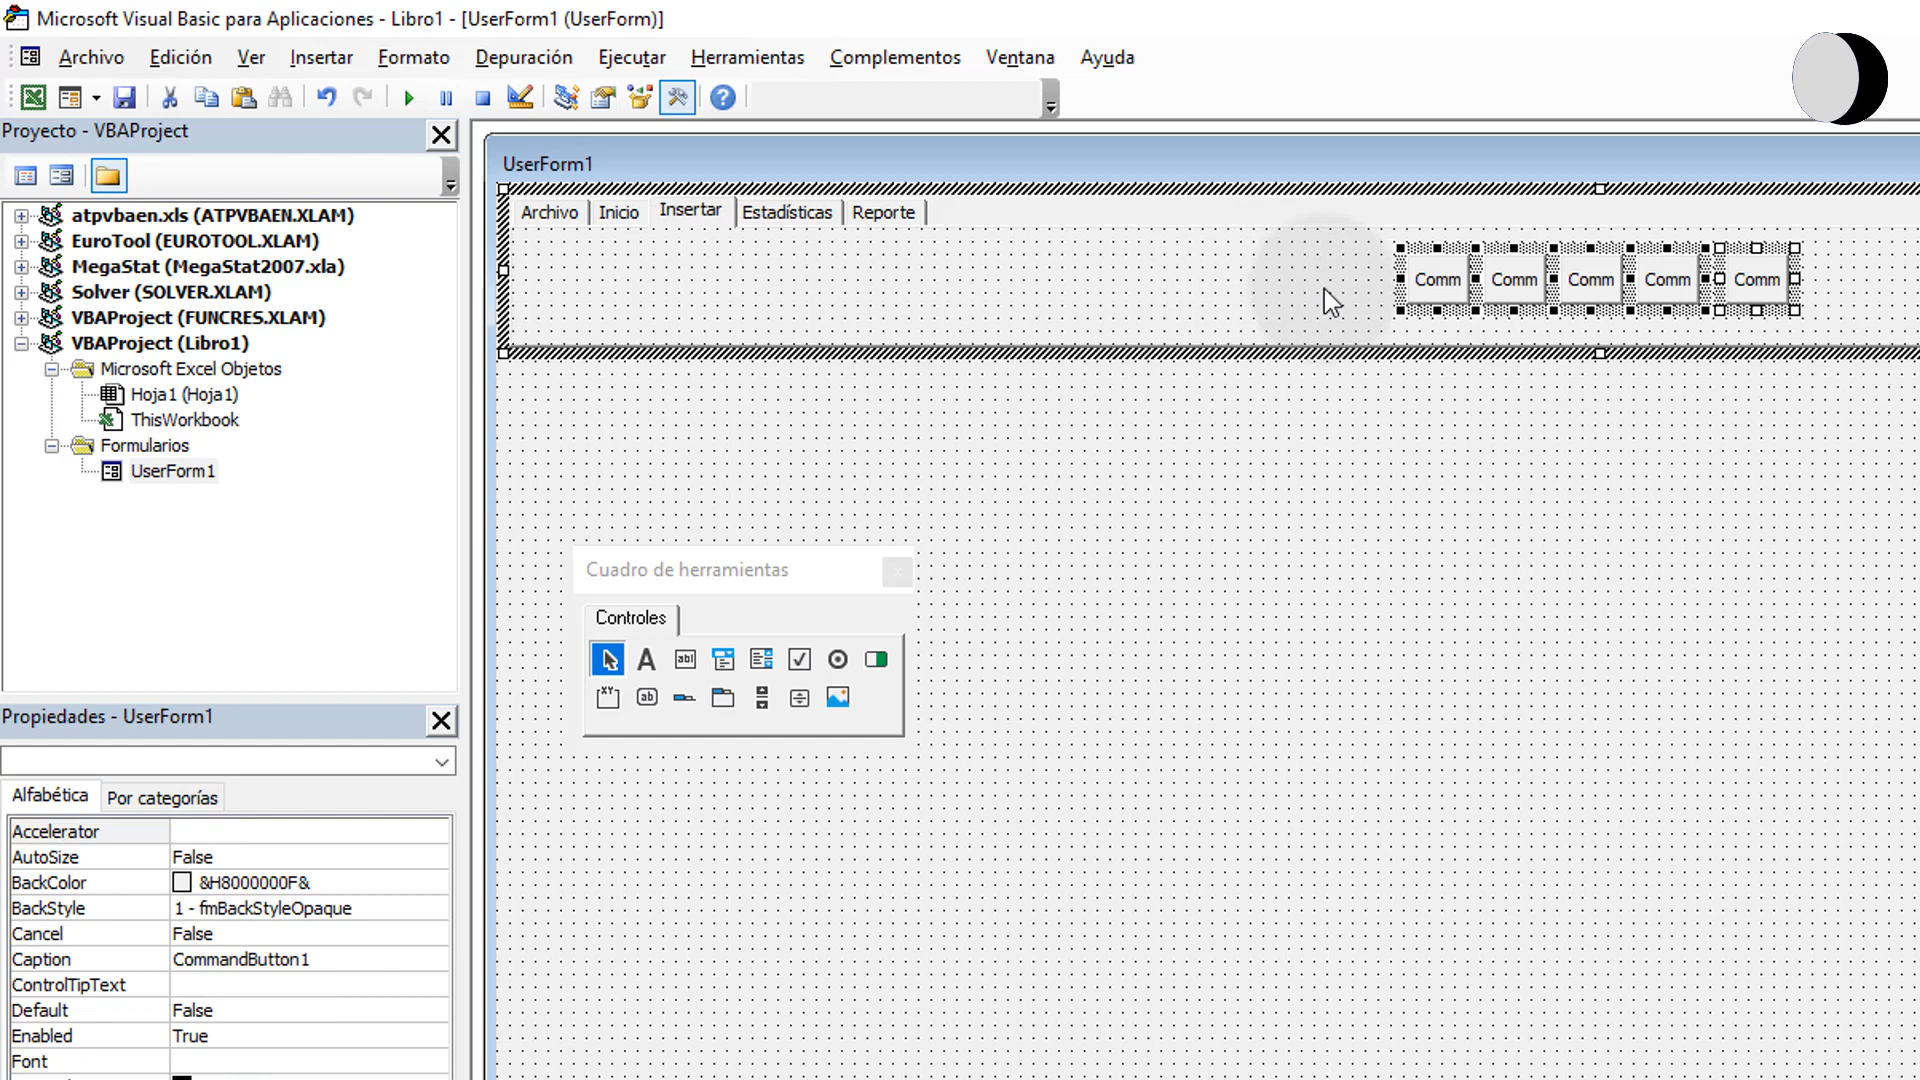 Microsoft Visual Basic para Aplicaciones - Libro1 - [UserForm1 (UserForm)]
Archivo Edición Ver Insertar Formato Depuración Ejecutar Herramientas Complementos Ventana Ayuda
Proyecto - VBAProject
atpvbaen.xls (ATPVBAEN.XLAM)
EuroTool (EUROTOOL.XLAM)
MegaStat (MegaStat2007.xla)
Solver (SOLVER.XLAM)
VBAProject (FUNCRES.XLAM)
VBAProject (Libro1)
Microsoft Excel Objetos
Hoja1 (Hoja1)
ThisWorkbook
Formularios
UserForm1
Propiedades - UserForm1
Alfabética Por categorías
Accelerator
AutoSize False
BackColor &H8000000F&
BackStyle 1 - fmBackStyleOpaque
Cancel False
Caption CommandButton1
ControlTipText
Default False
Enabled True
Font
UserForm1
Archivo Inicio Insertar Estadísticas Reporte
Comm Comm Comm Comm Comm
Cuadro de herramientas
Controles